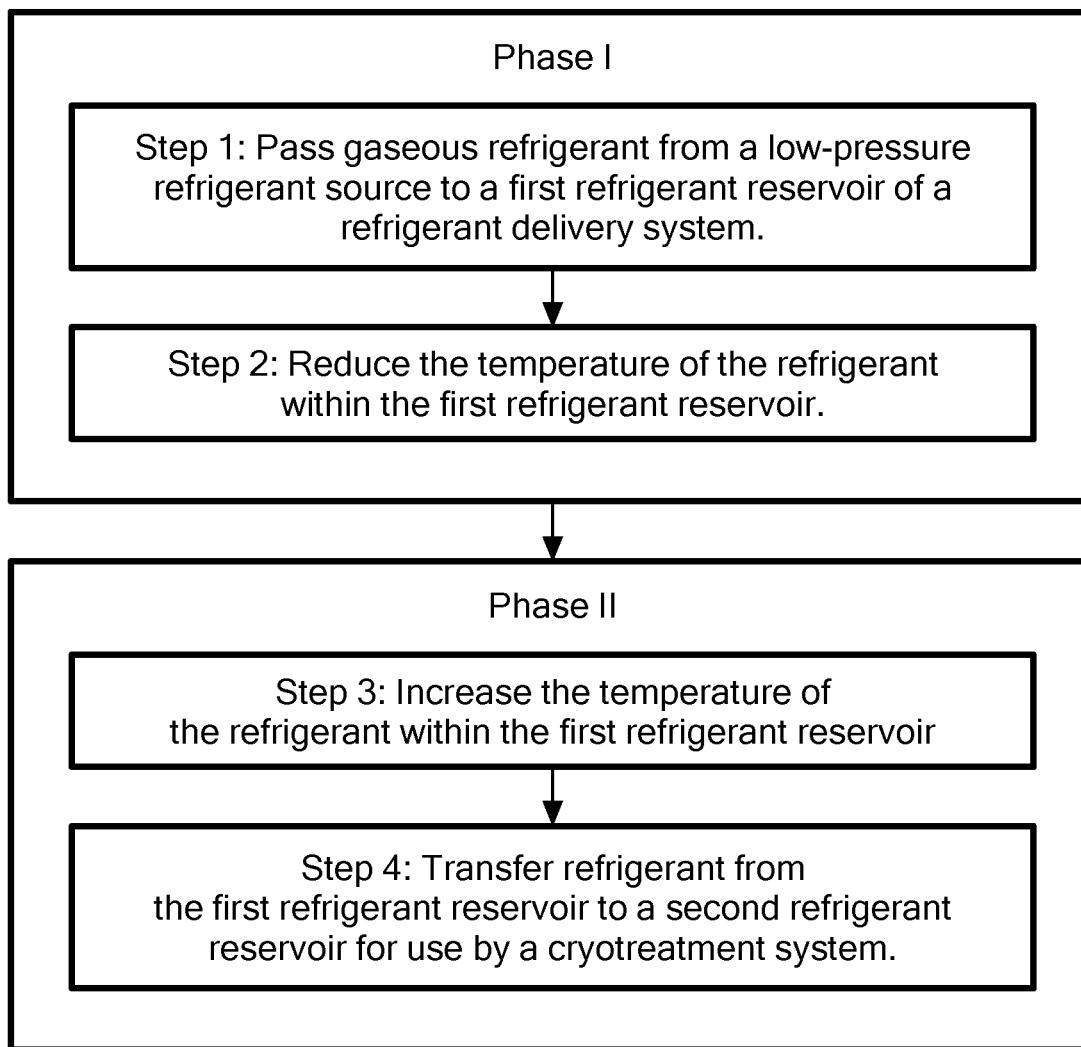 Phase I
Step 1: Pass gaseous refrigerant from a low-pressure
refrigerant source to a first refrigerant reservoir of a
refrigerant delivery system.
Step 2: Reduce the temperature of the refrigerant
within the first refrigerant reservoir.
Phase II
Step 3: Increase the temperature of
the refrigerant within the first refrigerant reservoir
Step 4: Transfer refrigerant from
the first refrigerant reservoir to a second refrigerant
reservoir for use by a cryotreatment system.